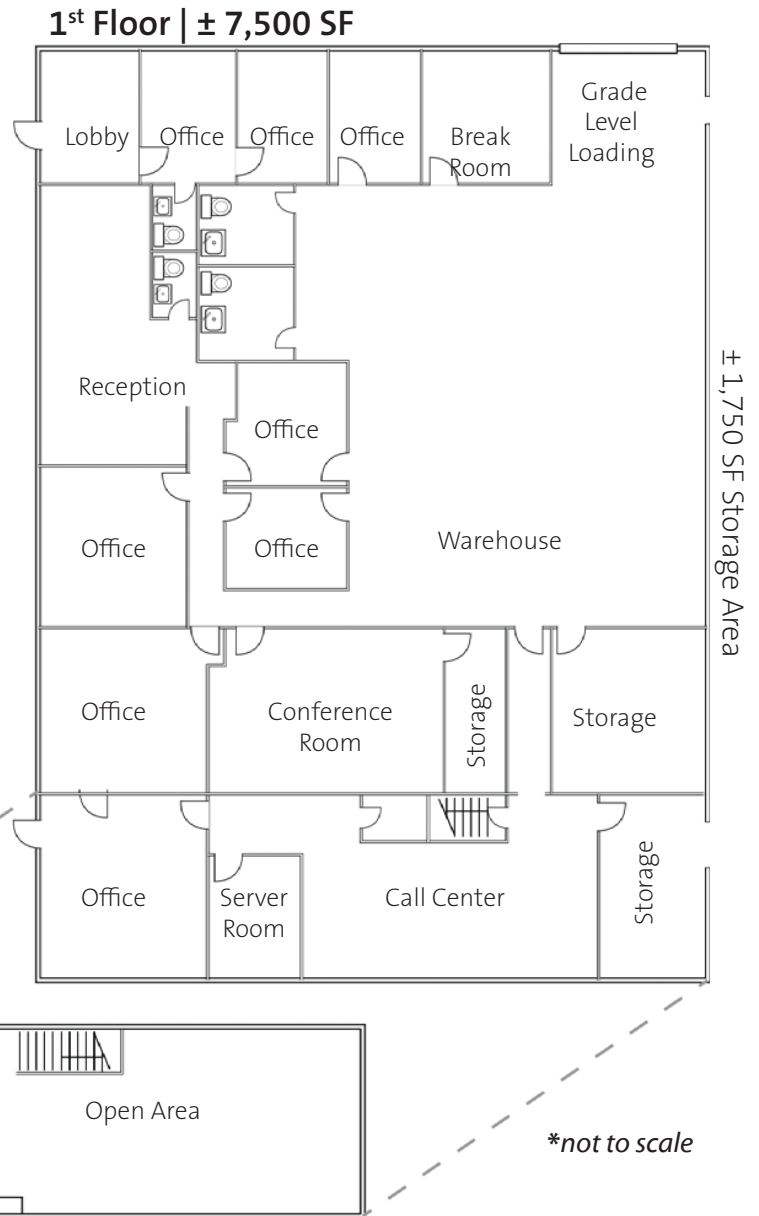 1st Floor | ± 7,500 SF
Lobby
Office
Office
Office
Break
Room
Grade
Level
Loading
Reception
Office
± 1,750 SF Storage Area
Office
Office
Warehouse
Office
Conference
Room
Storage
Storage
Office
Server
Room
Call Center
Storage
Open Area
*not to scale